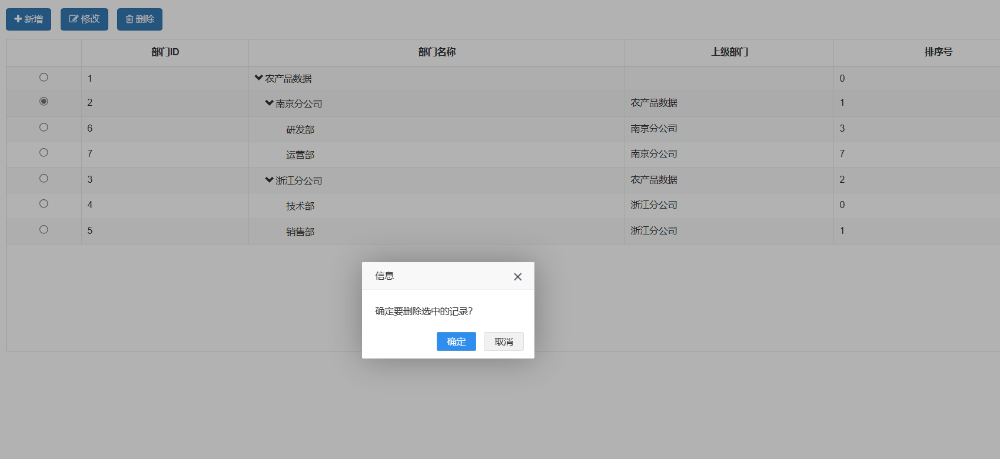 新增 修改 删除
部门ID 部门名称 上级部门 排序号
1 农产品数据 0
2 南京分公司 农产品数据 1
6 研发部 南京分公司 3
7 运营部 南京分公司 7
3 浙江分公司 农产品数据 2
4 技术部 浙江分公司 0
5 销售部 浙江分公司 1
信息
确定要删除选中的记录?
确定 取消